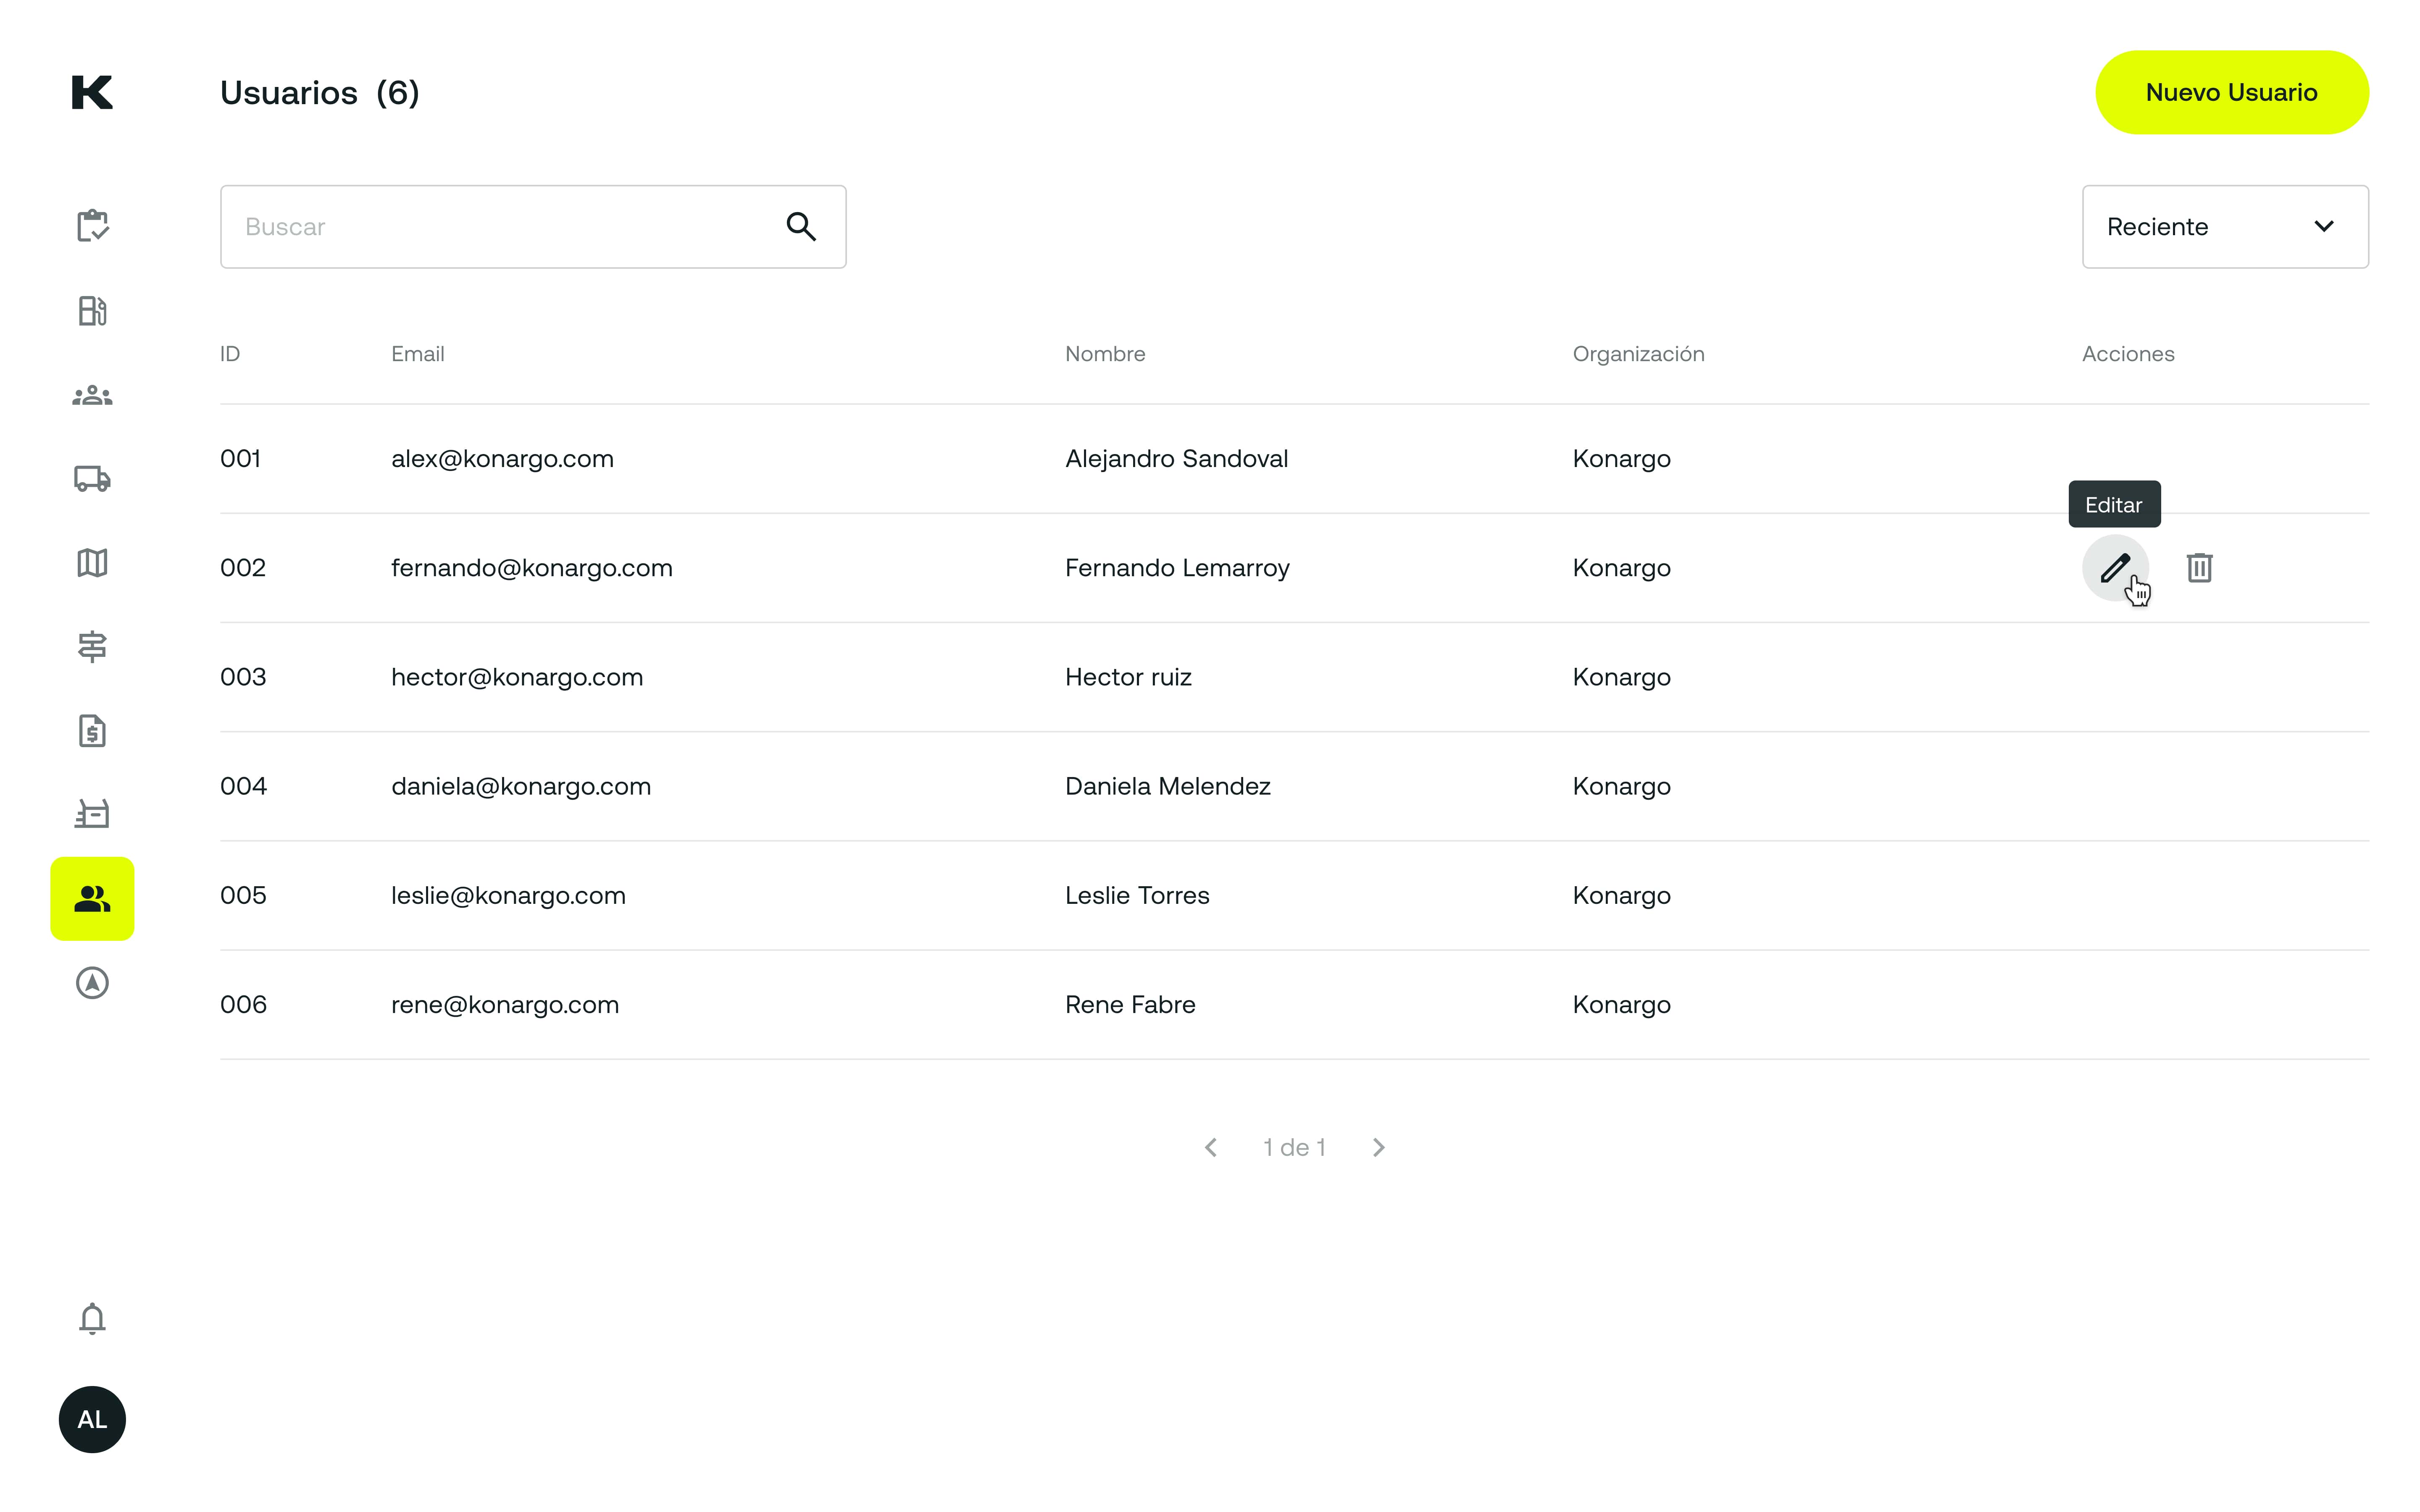 K
Usuarios (6)
Nuevo Usuario
Buscar
Reciente
ID Email Nombre Organización Acciones
001 alex@konargo.com Alejandro Sandoval Konargo
Editar
002 fernando@konargo.com Fernando Lemarroy Konargo
003 hector@konargo.com Hector ruiz Konargo
004 daniela@konargo.com Daniela Melendez Konargo
005 leslie@konargo.com Leslie Torres Konargo
006 rene@konargo.com Rene Fabre Konargo
1 de 1
AL